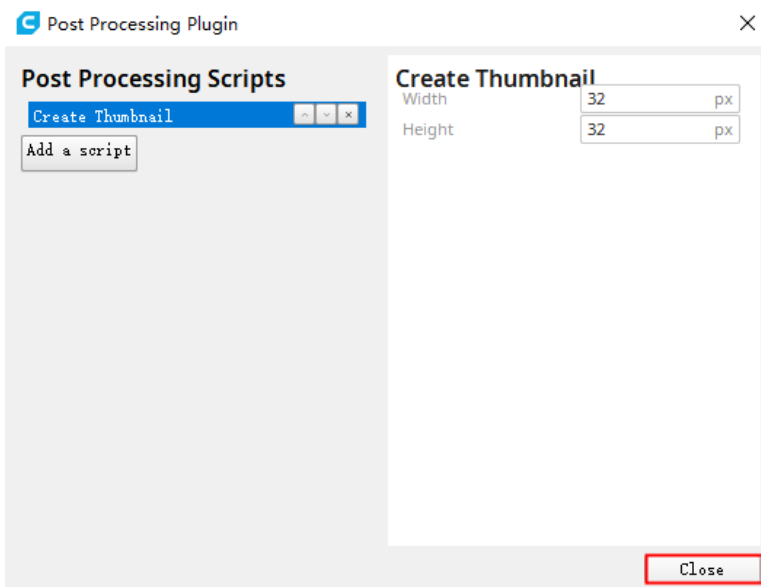 Post Processing Plugin
Post Processing Scripts
Create Thumbnail
Add a script
Create Thumbnail
Width 32 px
Height 32 px
Close